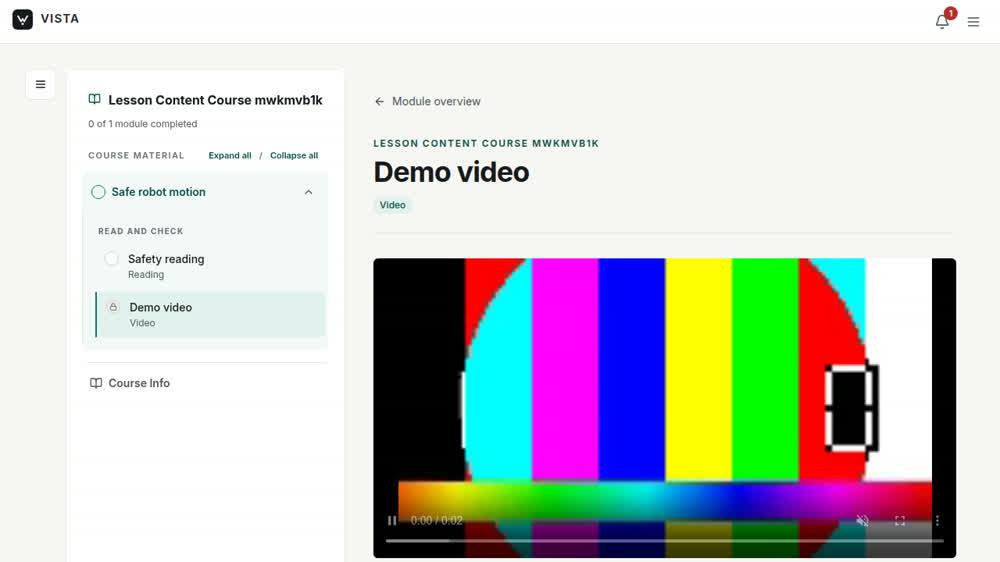 VISTA
1
Lesson Content Course mwkmvb1k
0 of 1 module completed
COURSE MATERIAL Expand all / Collapse all
Safe robot motion
READ AND CHECK
Safety reading
Reading
Demo video
Video
Course Info
Module overview
LESSON CONTENT COURSE MWKMVB1K
Demo video
Video
0:00 / 0:02